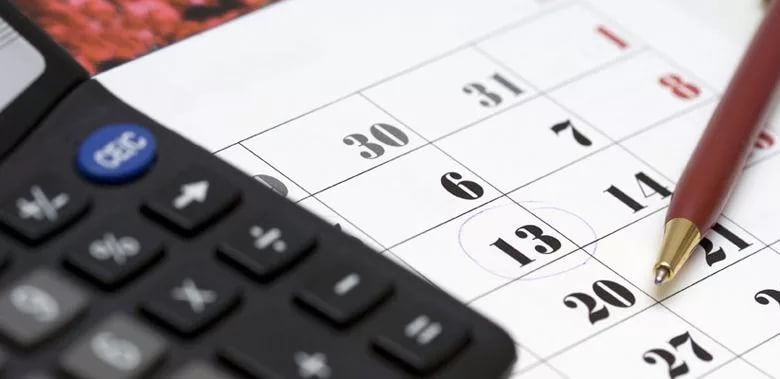 30 31 1
6 7 8
13 14
20 21
27
CE/C
+/- →
% ÷
× -
+ =